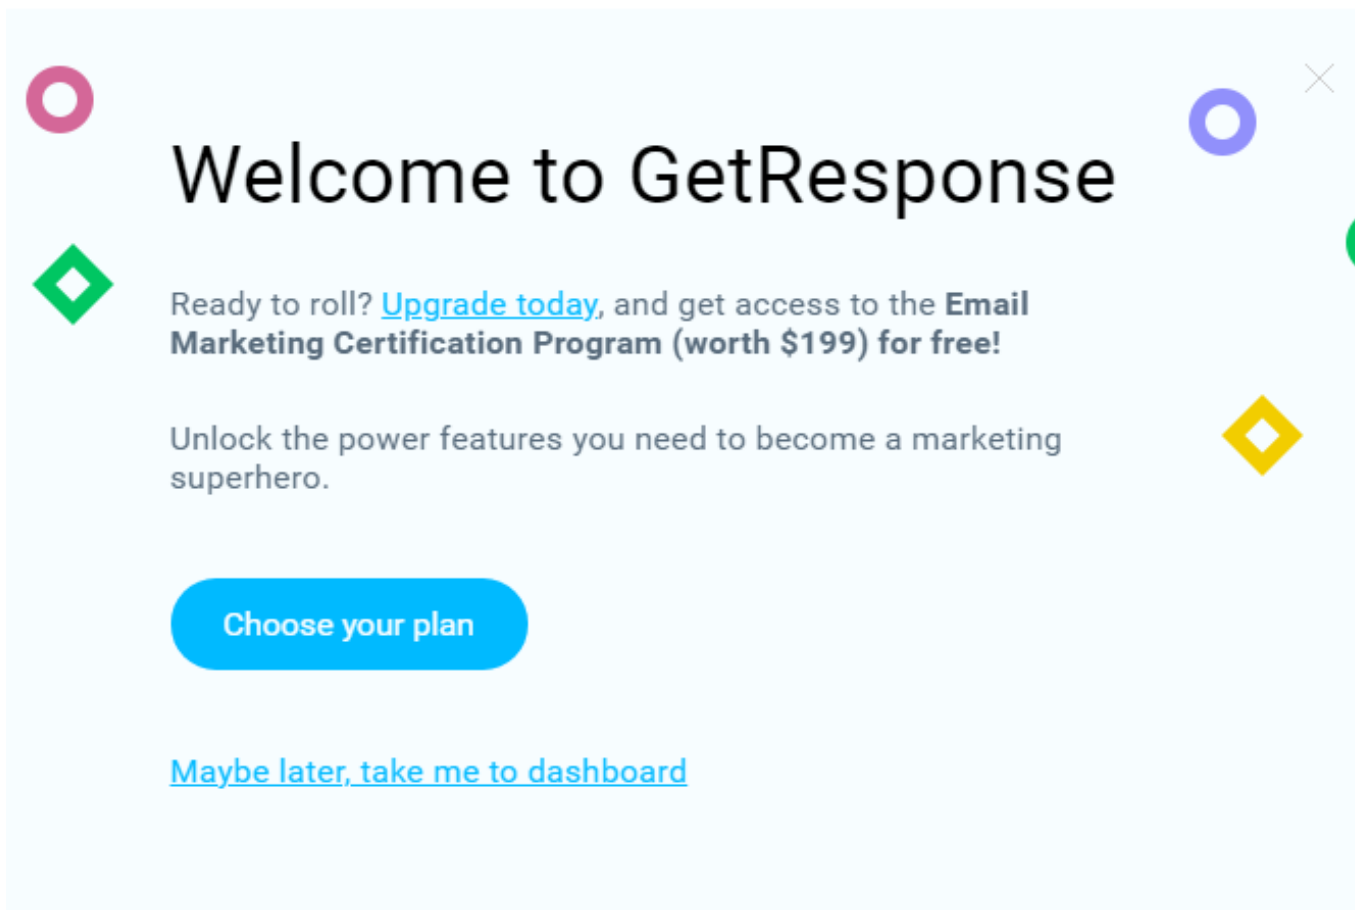 Welcome to GetResponse
Ready to roll? Upgrade today, and get access to the Email
Marketing Certification Program (worth $199) for free!
Unlock the power features you need to become a marketing
superhero.
Choose your plan
Maybe later, take me to dashboard